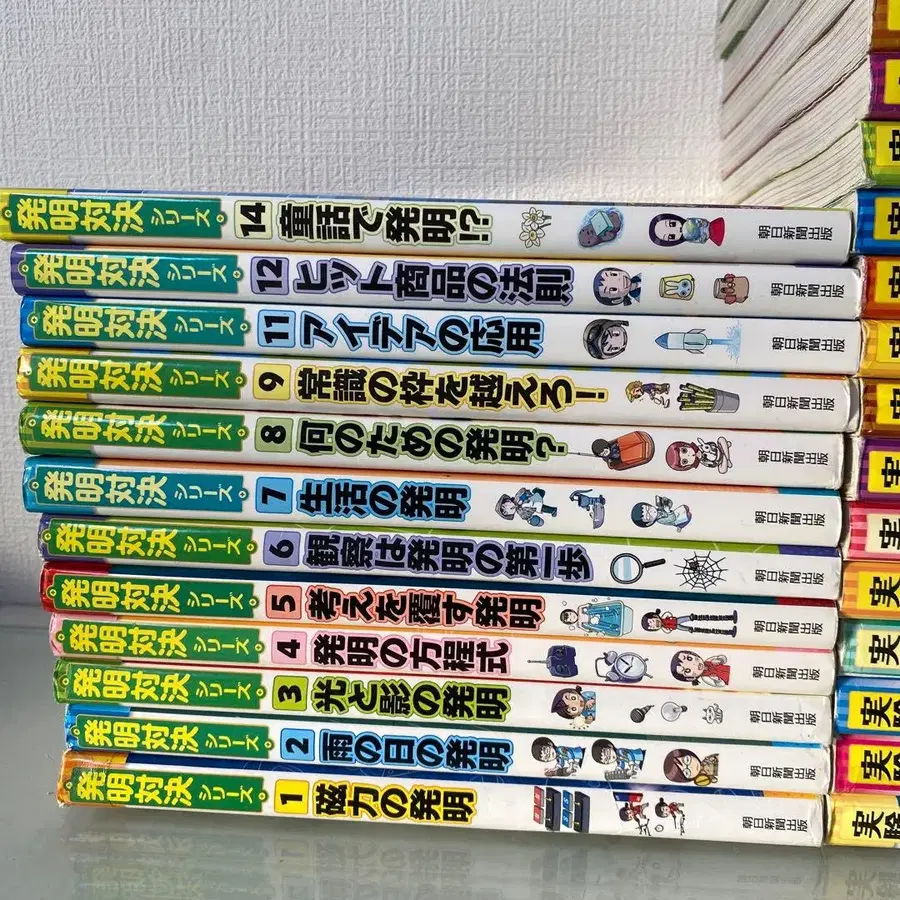 発明対決 シリーズ 14 童話で発明!? 朝日新聞出版
発明対決 シリーズ 12 ヒット商品の法則 朝日新聞出版
発明対決 シリーズ 11 アイデアの応用 朝日新聞出版
発明対決 シリーズ 9 常識の枠を越えろ! 朝日新聞出版
発明対決 シリーズ 8 何のための発明? 朝日新聞出版
発明対決 シリーズ 7 生活の発明 朝日新聞出版
発明対決 シリーズ 6 観察は発明の第一歩 朝日新聞出版
発明対決 シリーズ 5 考えを覆す発明 朝日新聞出版
発明対決 シリーズ 4 発明の方程式 朝日新聞出版
発明対決 シリーズ 3 光と影の発明 朝日新聞出版
発明対決 シリーズ 2 雨の日の発明 朝日新聞出版
発明対決 シリーズ 1 磁力の発明 朝日新聞出版
実
実
実
実験
実験
実験